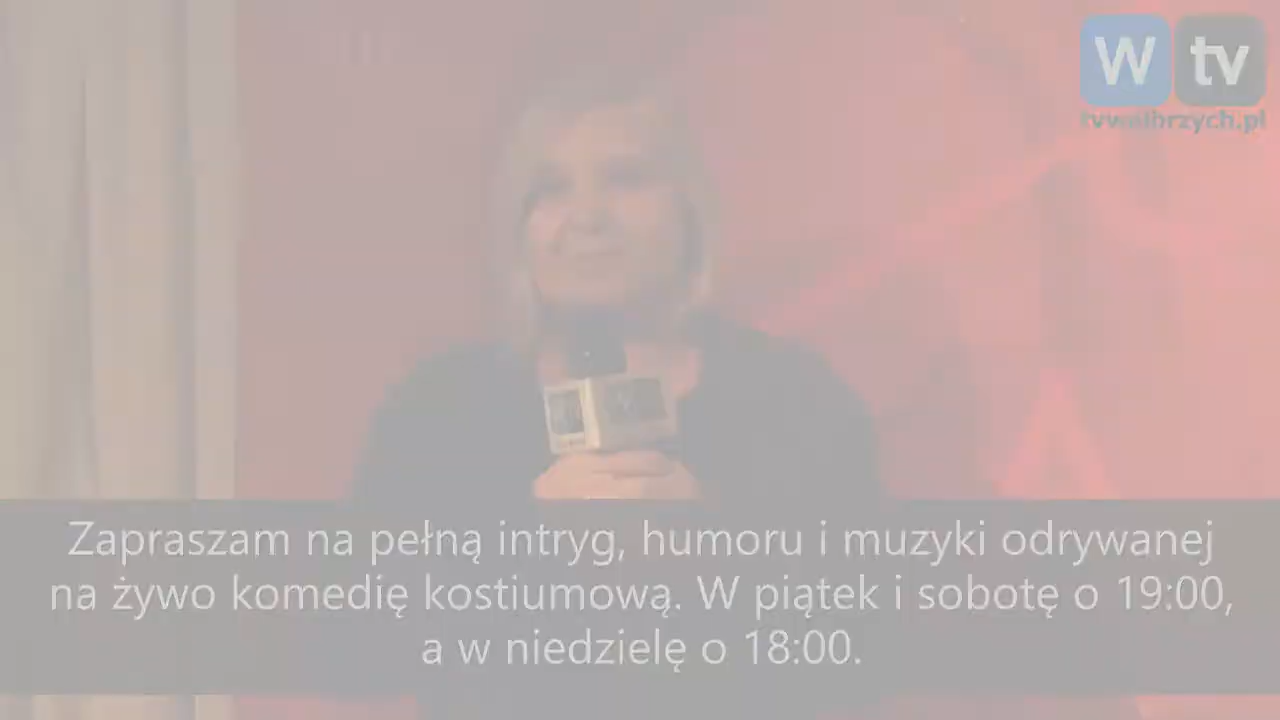 W tv
tvwalbrzych.pl
Zapraszam na pełną intryg, humoru i muzyki odrywanej
na żywo komedię kostiumową. W piątek i sobotę o 19:00,
a w niedzielę o 18:00.